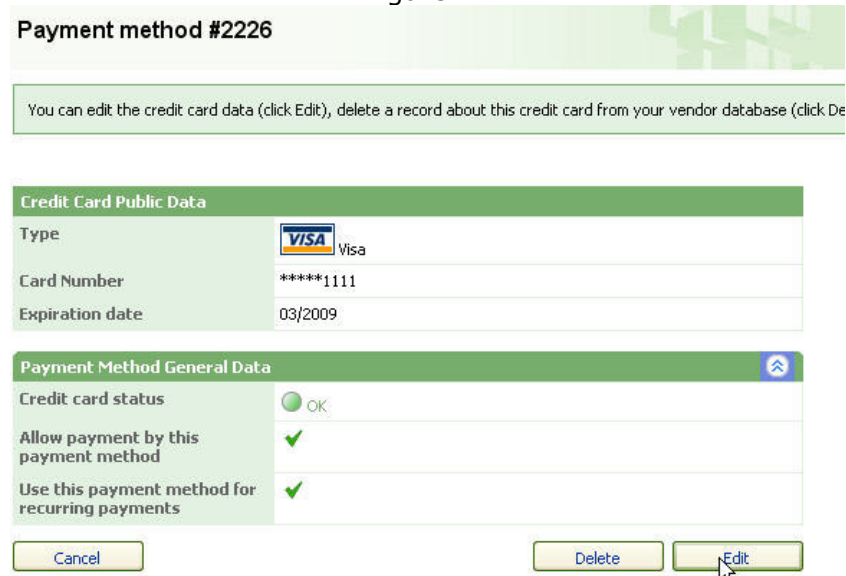 Payment method #2226
You can edit the credit card data (click Edit), delete a record about this credit card from your vendor database (click De
Credit Card Public Data
Type
VISA Visa
Card Number
*****1111
Expiration date
03/2009
Payment Method General Data
Credit card status
OK
Allow payment by this
payment method
Use this payment method for
recurring payments
Cancel
Delete
Edit